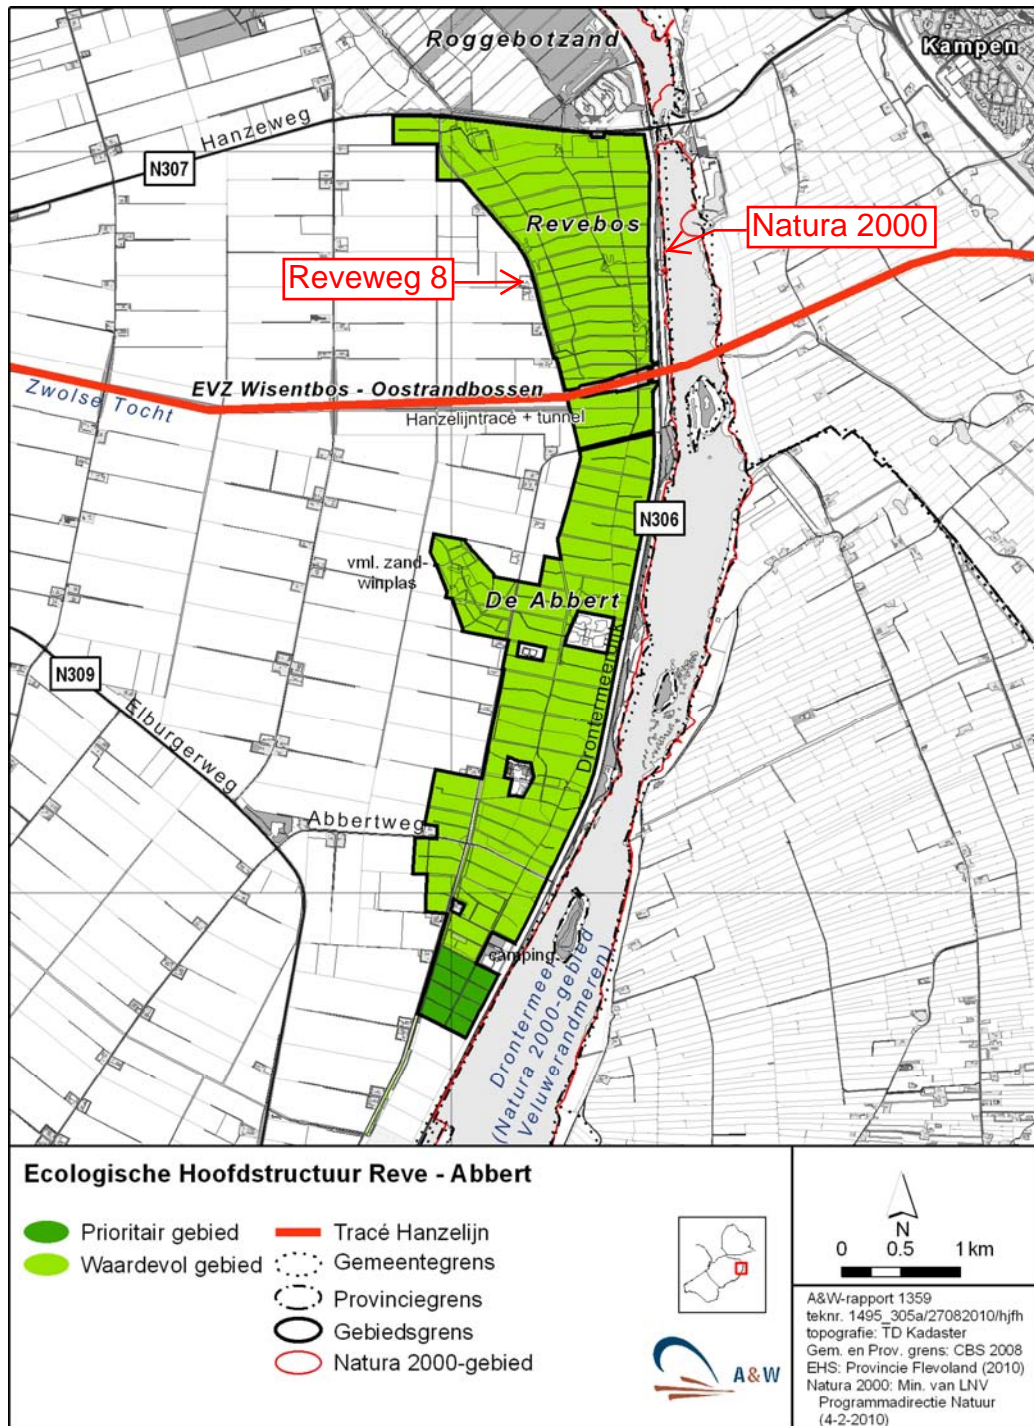 Roggebotzand
Kampen
Hanzeweg
N307
Revebos
Natura 2000
Reveweg 8
EVZ Wisentbos - Oostrandbossen
Zwolse Tocht
Hanzelijntracé + tunnel
N306
vml. zand-
winplas
De Abbert
N309
Drontermeerdijk
Elburgerweg
Abbertweg
camping
Drontermeer
(Natura 2000-gebied
Veluwerandmeren)
Ecologische Hoofdstructuur Reve - Abbert
Prioritair gebied
Waardevol gebied
Tracé Hanzelijn
Gemeentegrens
Provinciegrens
Gebiedsgrens
Natura 2000-gebied
A&W
N
0 0.5 1 km
A&W-rapport 1359
teknr. 1495_305a/27082010/hjfh
topografie: TD Kadaster
Gem. en Prov. grens: CBS 2008
EHS: Provincie Flevoland (2010)
Natura 2000: Min. van LNV
Programmadirectie Natuur
(4-2-2010)